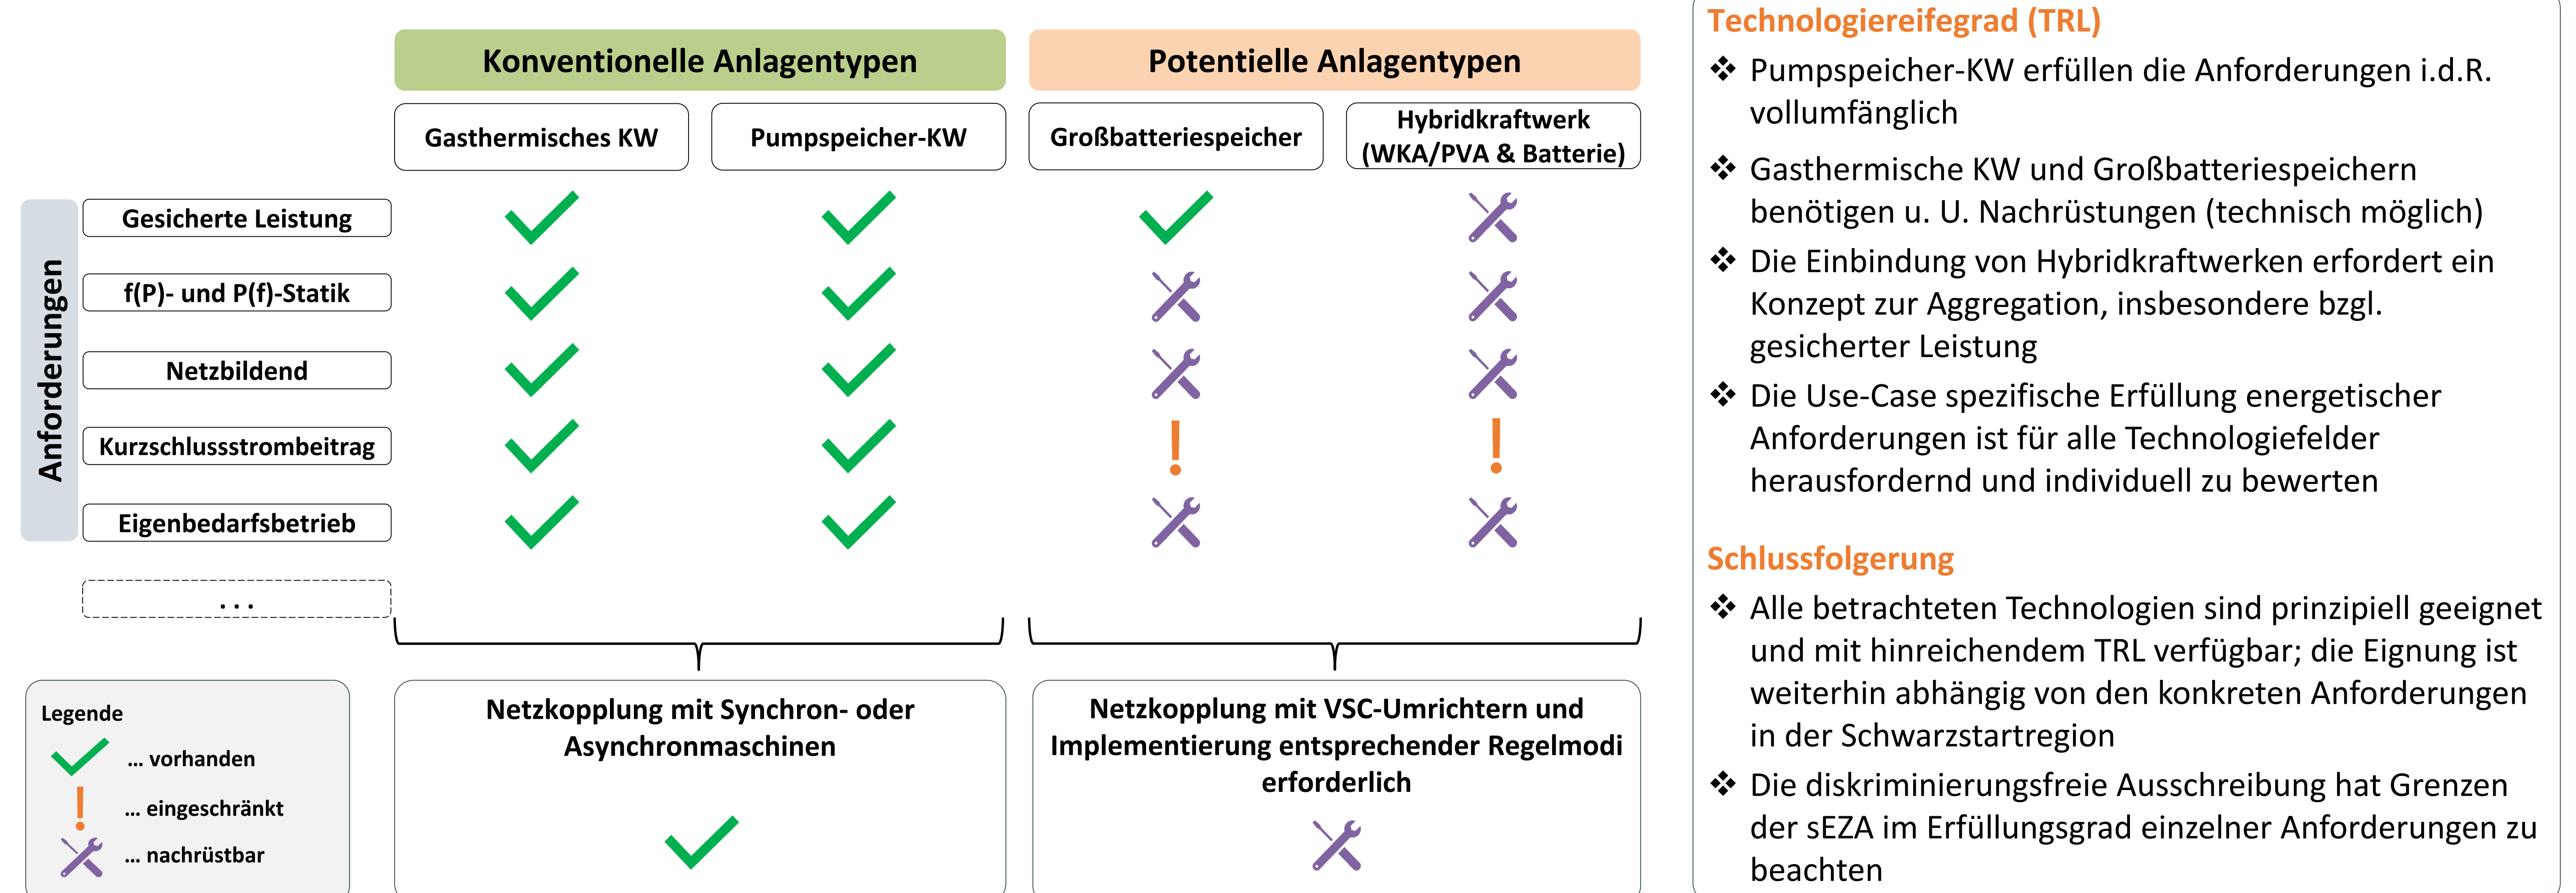 Konventionelle Anlagentypen
Potentielle Anlagentypen
Gasthermisches KW
Pumpspeicher-KW
Großbatteriespeicher
Hybridkraftwerk
(WKA/PVA & Batterie)
Anforderungen
Gesicherte Leistung
f(P)- und P(f)-Statik
Netzbildend
Kurzschlussstrombeitrag
Eigenbedarfsbetrieb
...
Legende
... vorhanden
... eingeschränkt
... nachrüstbar
Netzkopplung mit Synchron- oder
Asynchronmaschinen
Netzkopplung mit VSC-Umrichtern und
Implementierung entsprechender Regelmodi
erforderlich
Technologiereifegrad (TRL)
❖ Pumpspeicher-KW erfüllen die Anforderungen i.d.R.
vollumfänglich
❖ Gasthermische KW und Großbatteriespeichern
benötigen u. U. Nachrüstungen (technisch möglich)
❖ Die Einbindung von Hybridkraftwerken erfordert ein
Konzept zur Aggregation, insbesondere bzgl.
gesicherter Leistung
❖ Die Use-Case spezifische Erfüllung energetischer
Anforderungen ist für alle Technologiefelder
herausfordernd und individuell zu bewerten
Schlussfolgerung
❖ Alle betrachteten Technologien sind prinzipiell geeignet
und mit hinreichendem TRL verfügbar; die Eignung ist
weiterhin abhängig von den konkreten Anforderungen
in der Schwarzstartregion
❖ Die diskriminierungsfreie Ausschreibung hat Grenzen
der sEZA im Erfüllungsgrad einzelner Anforderungen zu
beachten